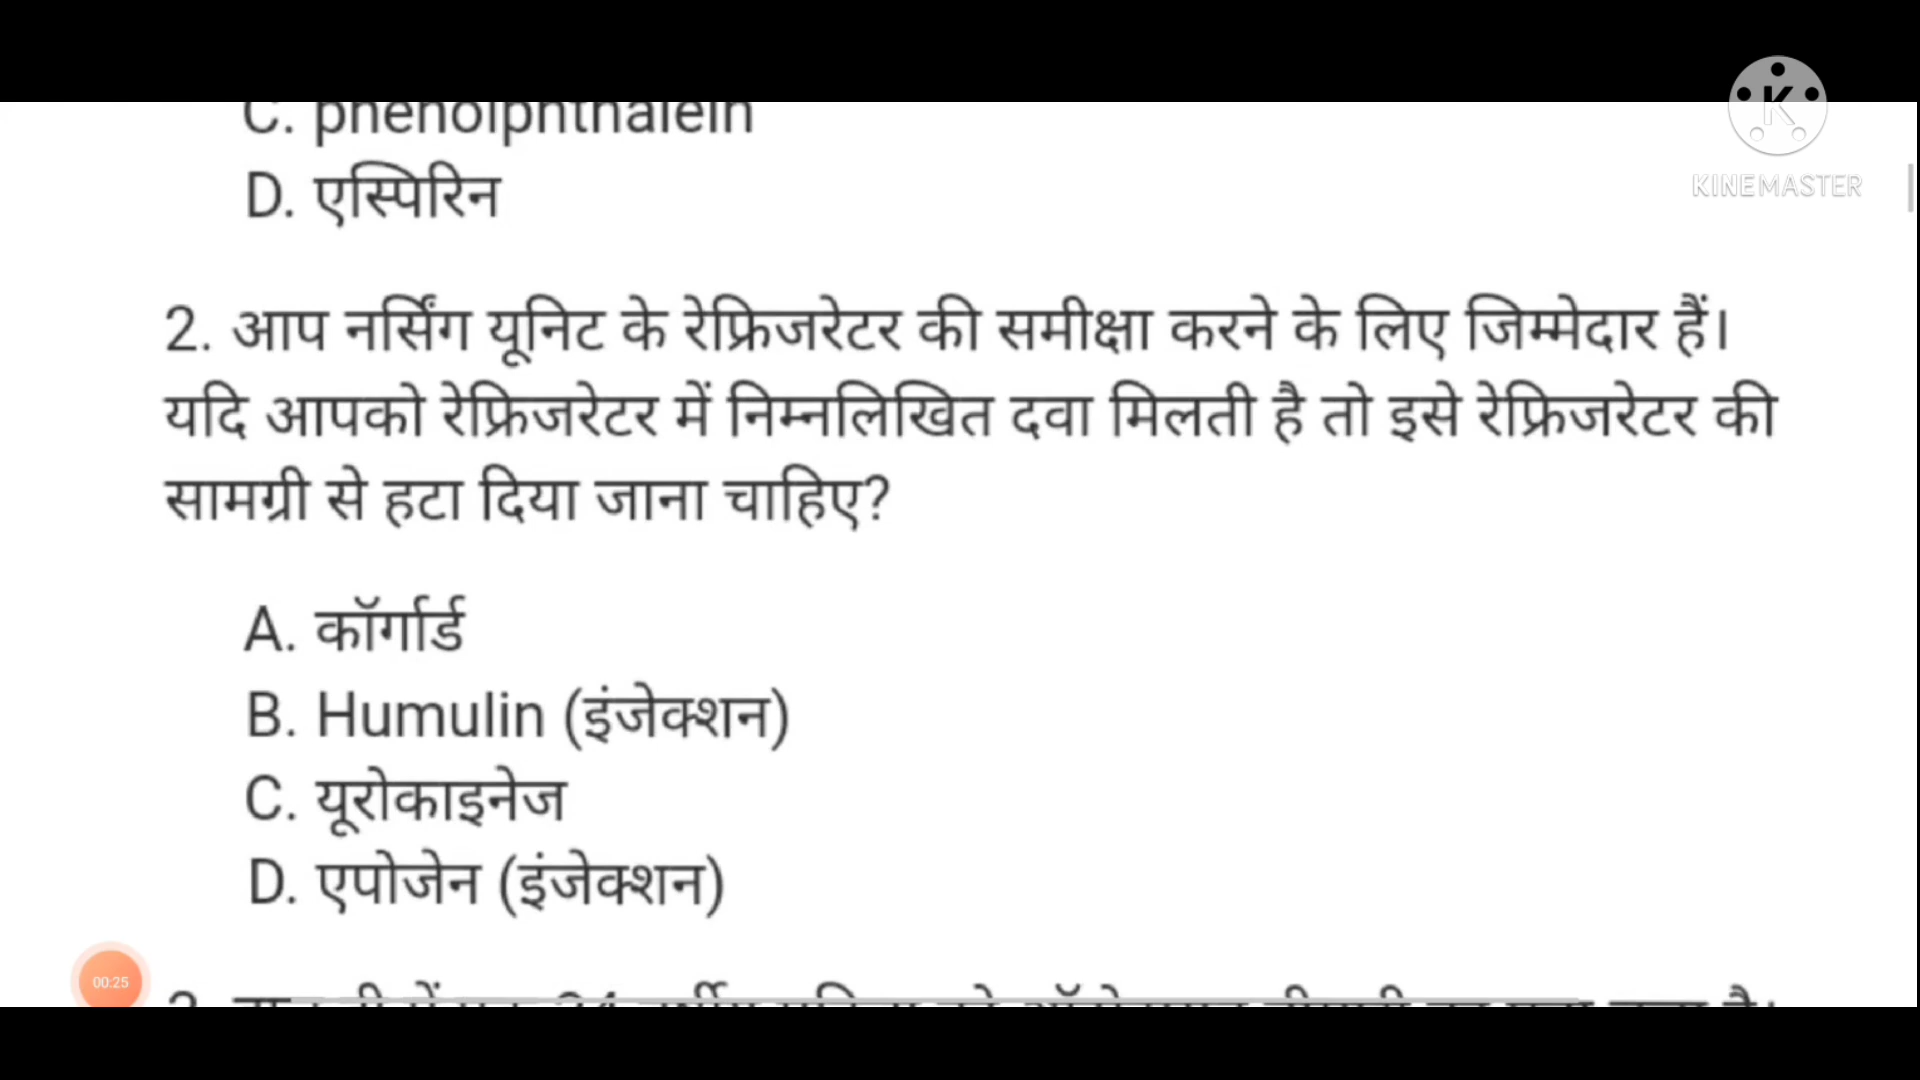 C. phenolphthalein
D. एस्पिरिन
KINEMASTER
2. आप नर्सिंग यूनिट के रेफ्रिजरेटर की समीक्षा करने के लिए जिम्मेदार हैं।
यदि आपको रेफ्रिजरेटर में निम्नलिखित दवा मिलती है तो इसे रेफ्रिजरेटर की
सामग्री से हटा दिया जाना चाहिए?
A. कॉर्गार्ड
B. Humulin (इंजेक्शन)
C. यूरोकाइनेज
D. एपोजेन (इंजेक्शन)
00:25